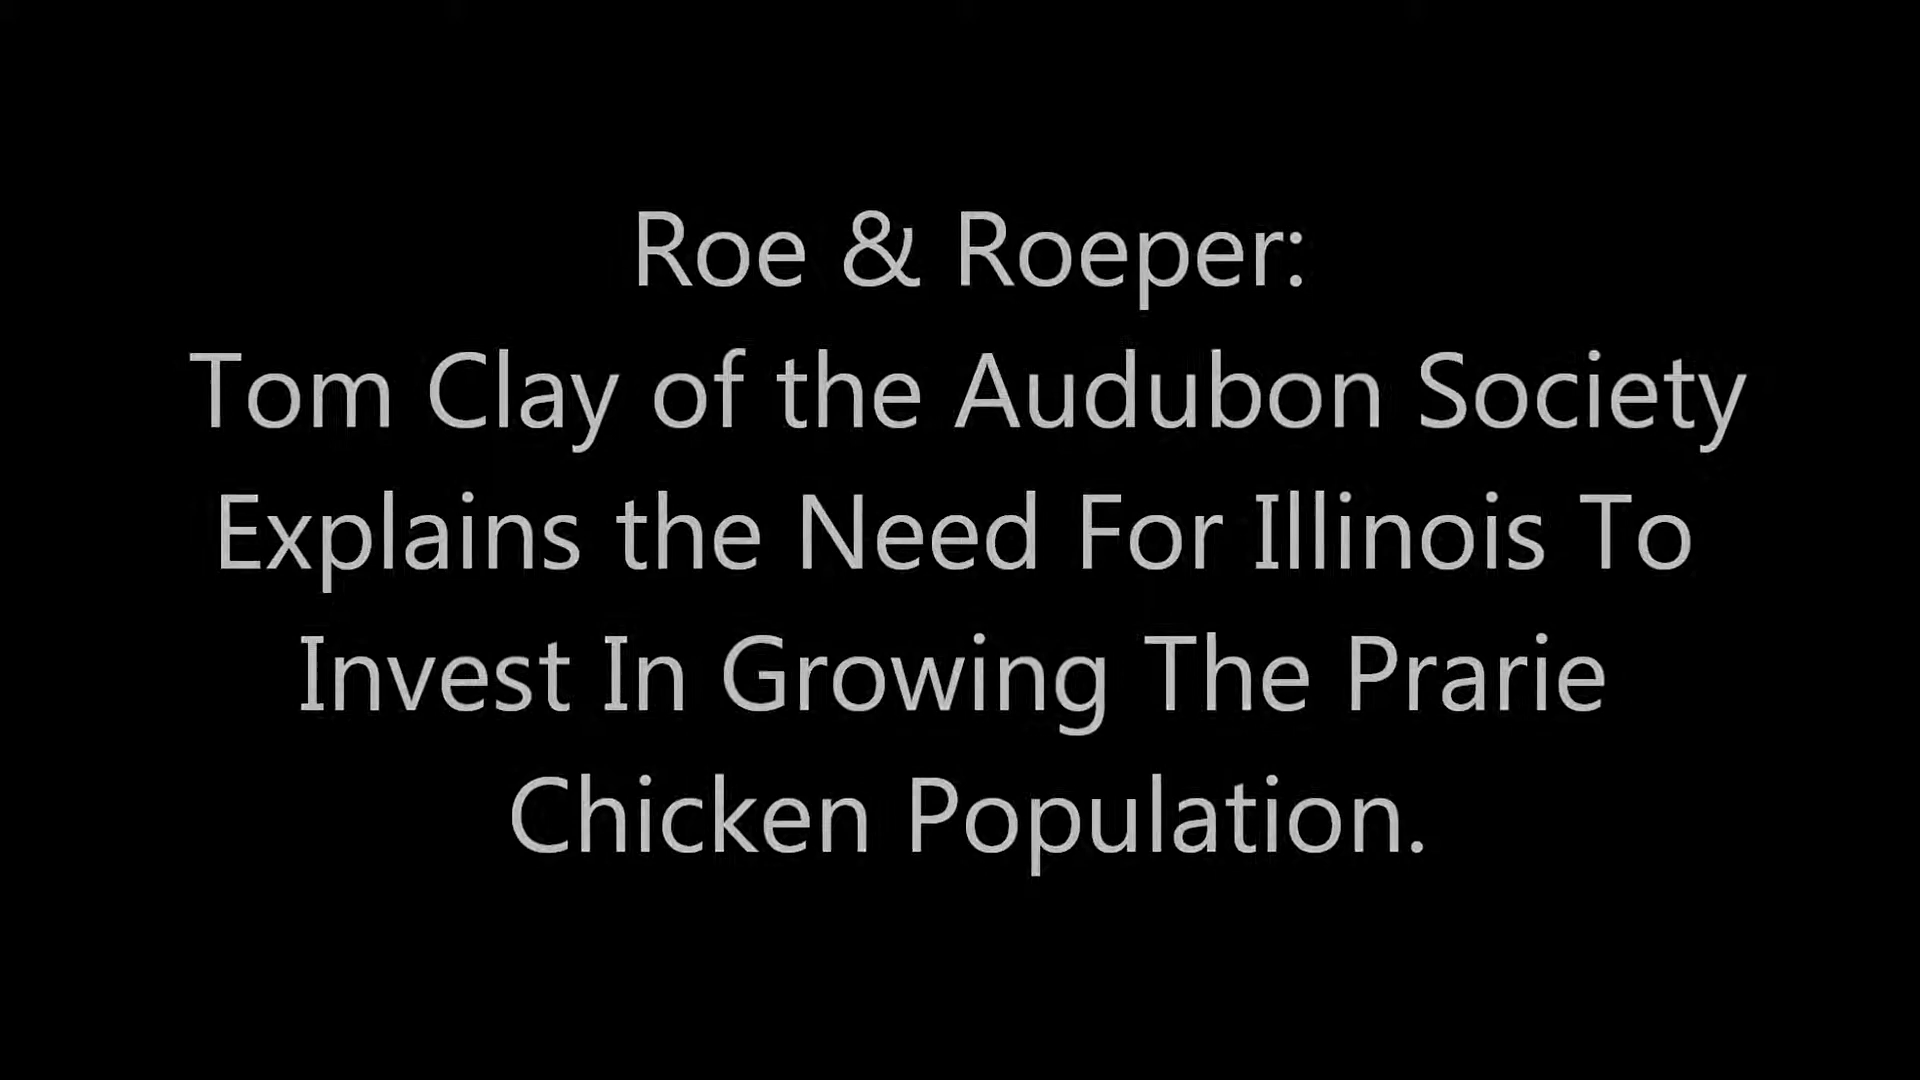 Roe & Roeper:
Tom Clay of the Audubon Society
Explains the Need For Illinois To
Invest In Growing The Prarie
Chicken Population.